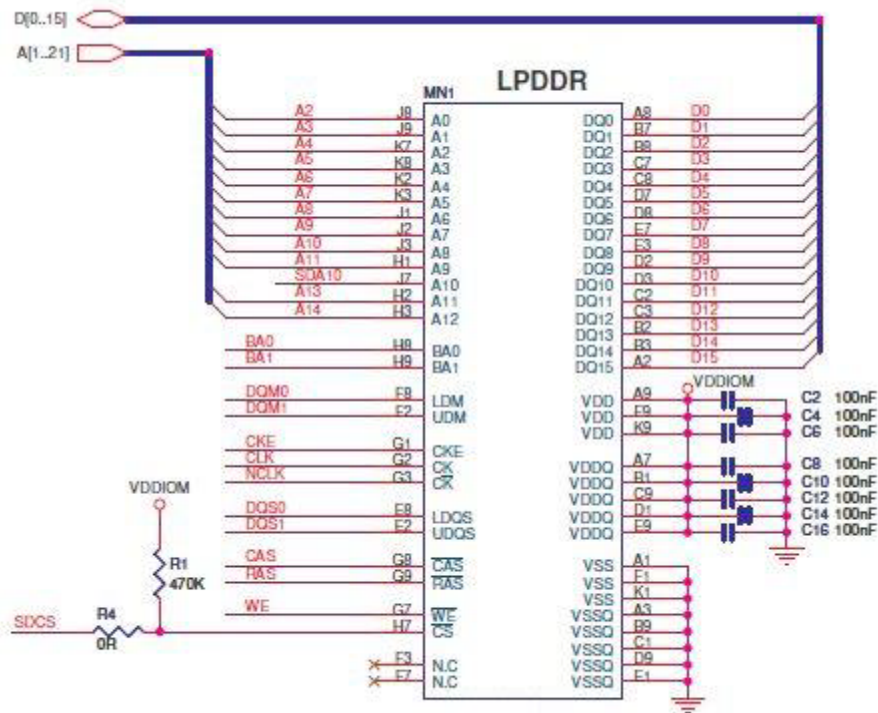 D[0..15]
A[1..21]
LPDDR
MN1
A2 J8 A0 DQ0 A8 D0
A3 J9 A1 DQ1 B7 D1
A4 K7 A2 DQ2 B8 D2
A5 K8 A3 DQ3 C7 D3
A6 K2 A4 DQ4 C8 D4
A7 K3 A5 DQ5 D7 D5
A8 J1 A6 DQ6 D8 D6
A9 J2 A7 DQ7 E7 D7
A10 J3 A8 DQ8 E3 D8
A11 H1 A9 DQ9 D2 D9
SDA10 J7 A10 DQ10 D3 D10
A13 H2 A11 DQ11 C2 D11
A14 H3 A12 DQ12 C3 D12
DQ13 B2 D13
BA0 H8 BA0 DQ14 B3 D14
BA1 H9 BA1 DQ15 A2 D15
VDDIOM
DQM0 F8 LDM VDD A9 C2 100nF
DQM1 F2 UDM VDD F9 C4 100nF
VDD K9 C6 100nF
CKE G1 CKE
CLK G2 CK VDDQ A7 C8 100nF
NCLK G3 CK VDDQ B1 C10 100nF
VDDIOM
VDDQ C9 C12 100nF
DQS0 E8 LDQS VDDQ D1 C14 100nF
DQS1 E2 UDQS VDDQ E9 C16 100nF
R1
470K
CAS G8 CAS VSS A1
RAS G9 RAS VSS F1
VSS K1
WE G7 WE VSSQ A3
SDCS R4 0R H7 CS VSSQ B9
VSSQ C1
F3 N.C VSSQ D9
F7 N.C VSSQ E1